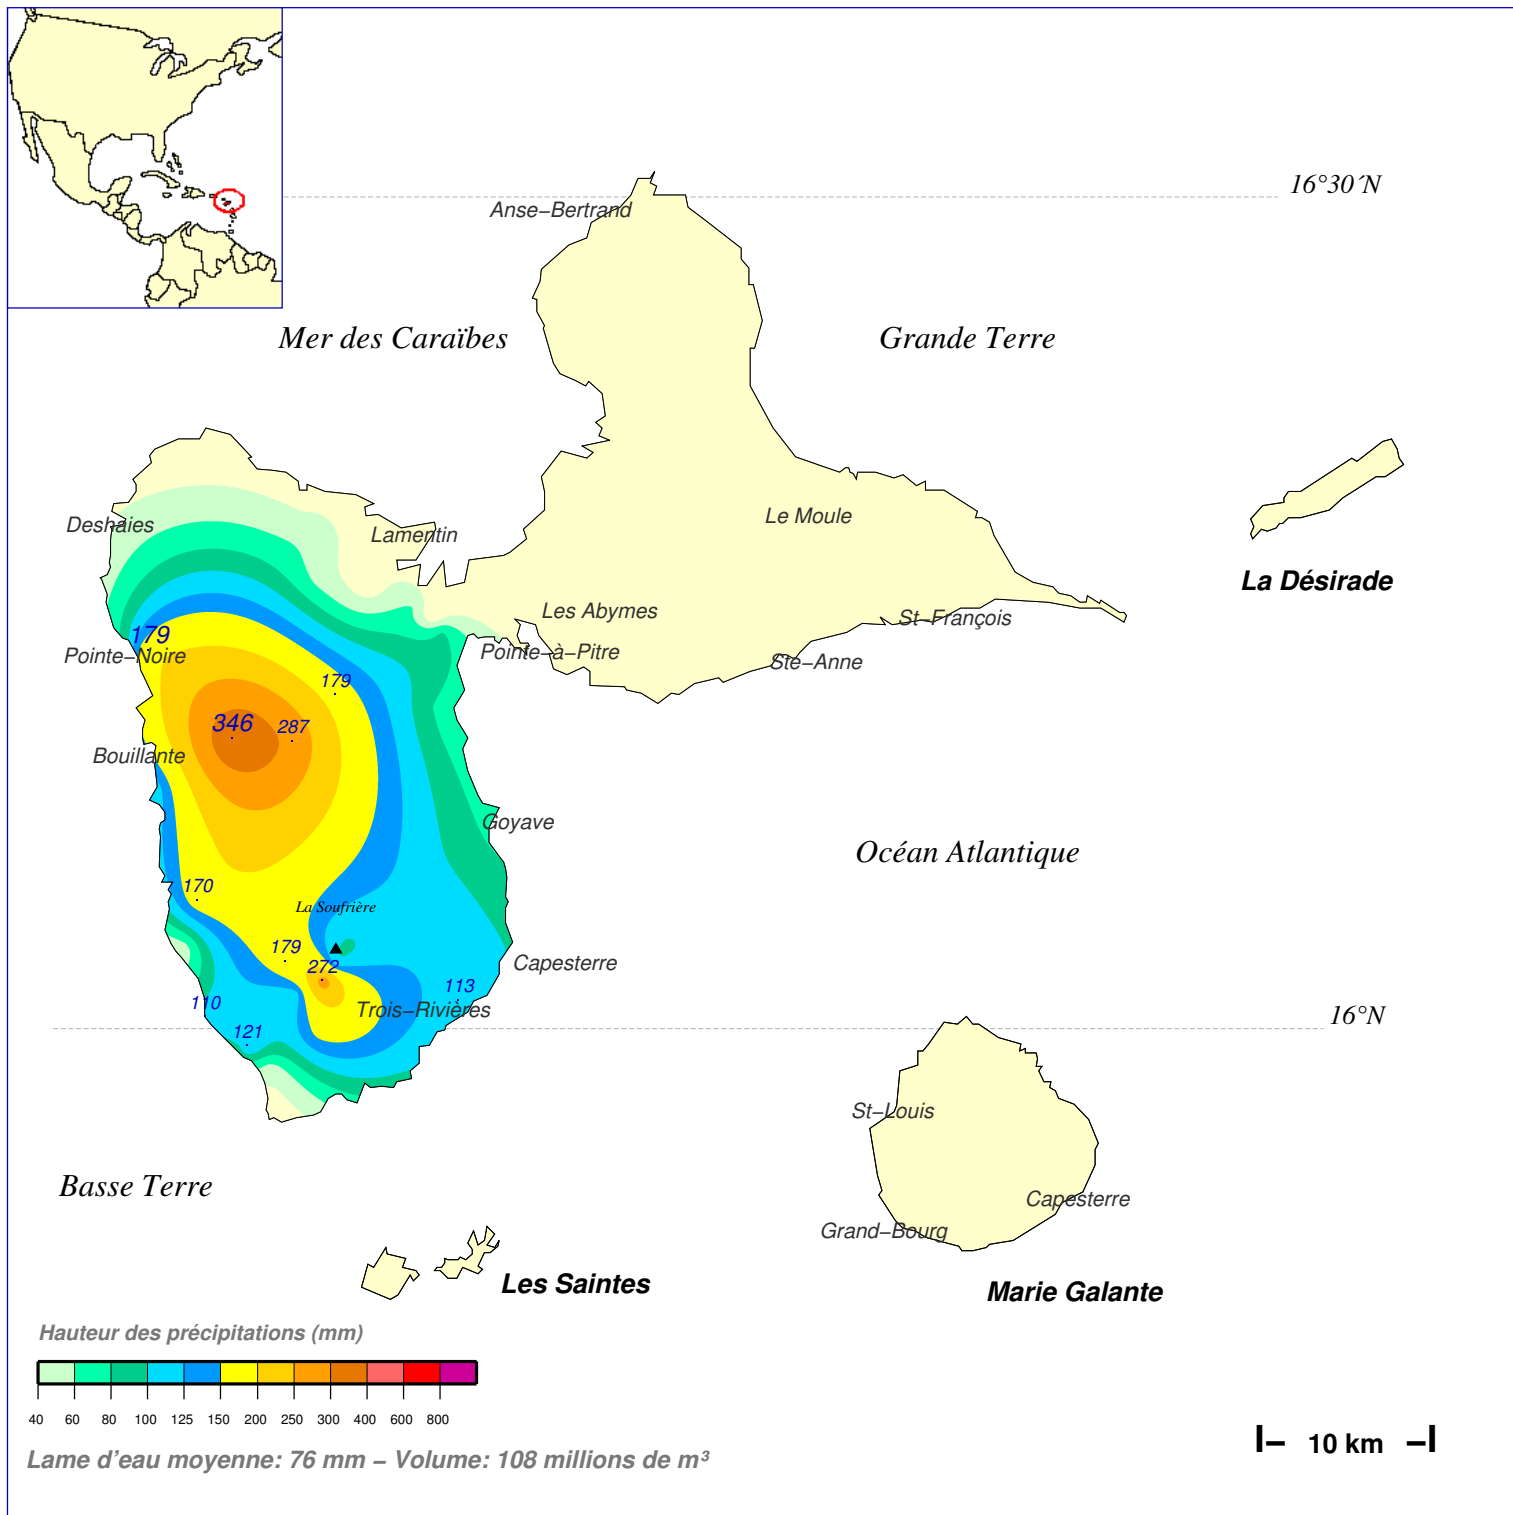 16°30´N
Anse–Bertrand
Mer des Caraïbes
Grande Terre
Deshaies
Lamentin
Le Moule
La Désirade
Les Abymes
St–François
179
Pointe–Noire
Pointe–à–Pitre
Ste–Anne
179
346
287
Bouillante
Goyave
Océan Atlantique
170
La Soufrière
179
272
Capesterre
113
110
Trois–Rivières
121
16°N
St–Louis
Basse Terre
Capesterre
Grand–Bourg
Les Saintes
Marie Galante
Hauteur des précipitations (mm)
40 60 80 100 125 150 200 250 300 400 600 800
Lame d’eau moyenne: 76 mm – Volume: 108 millions de m³
10 km